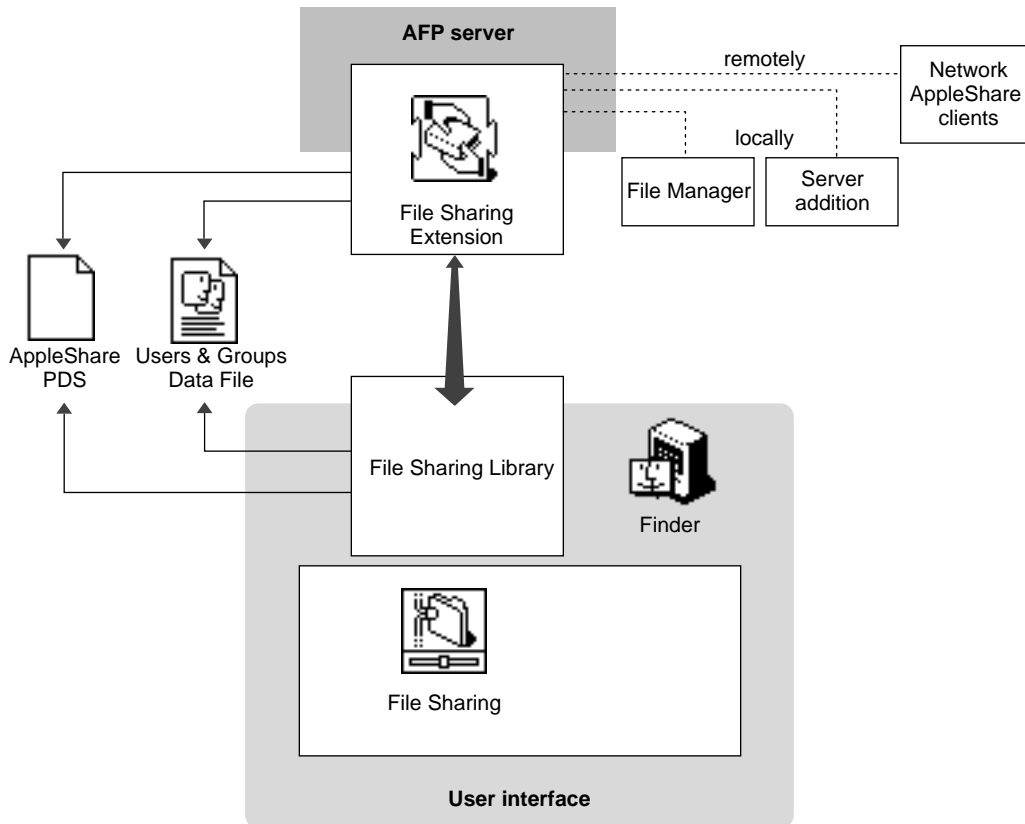 AFP server
remotely
Network
AppleShare
clients
locally
File Manager
Server
addition
File Sharing
Extension
AppleShare
PDS
Users & Groups
Data File
File Sharing Library
Finder
File Sharing
User interface